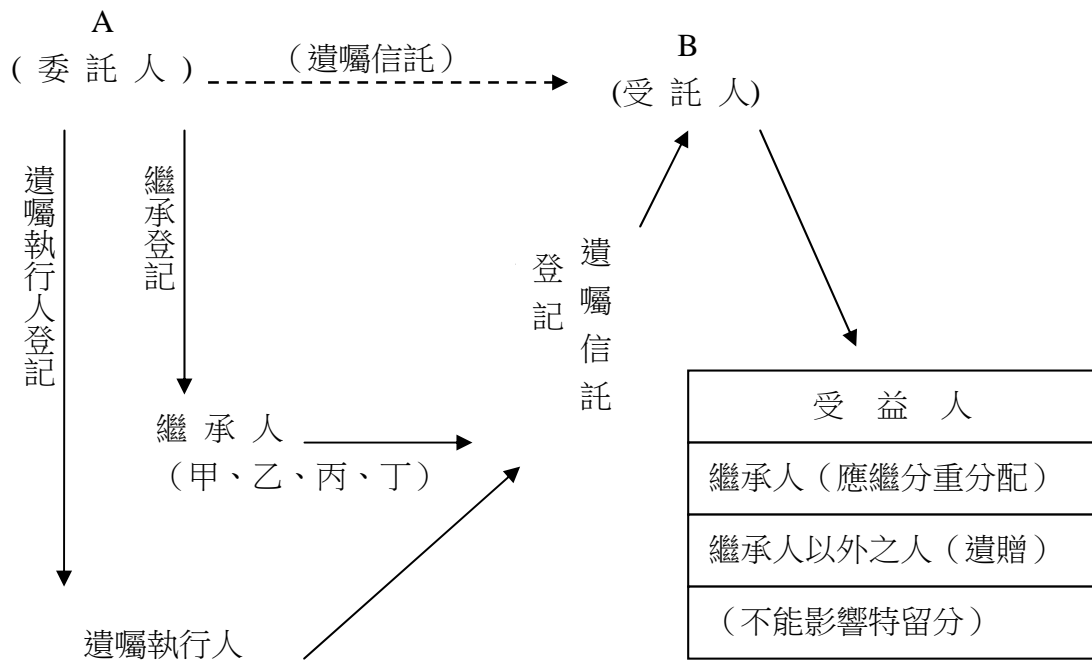 A
(委託人)
(遺囑信託)
B
(受託人)
遺囑執行人登記
繼承登記
遺囑信託
登記
繼承人
(甲、乙、丙、丁)
遺囑執行人
受益人
繼承人(應繼分重分配)
繼承人以外之人(遺贈)
(不能影響特留分)